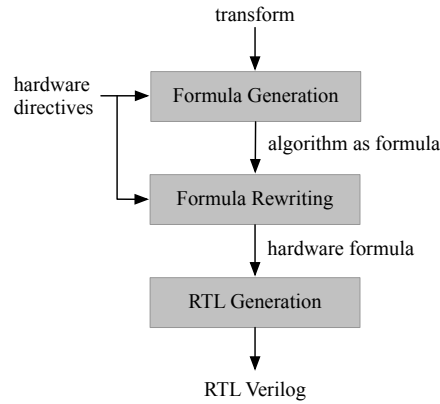 transform
hardware
directives
Formula Generation
algorithm as formula
Formula Rewriting
hardware formula
RTL Generation
RTL Verilog